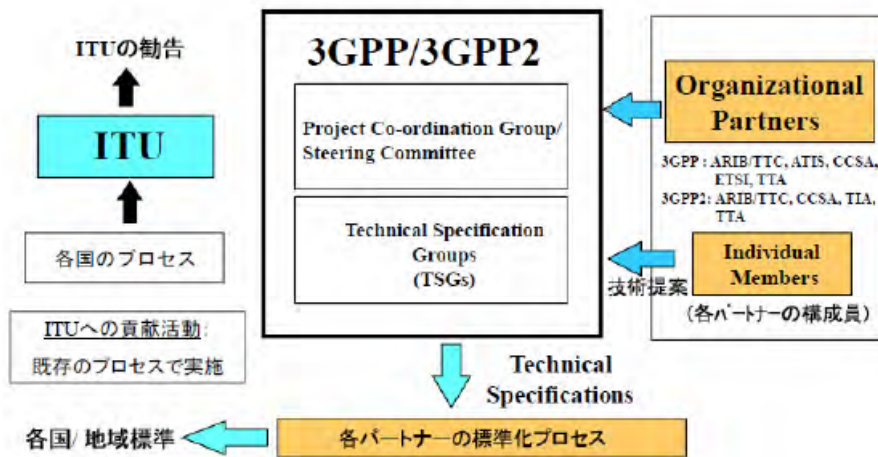 ITUの勧告
ITU
各国のプロセス
ITUへの貢献活動:
既存のプロセスで実施
3GPP/3GPP2
Project Co-ordination Group/
Steering Committee
Technical Specification
Groups
(TSGs)
Organizational
Partners
3GPP : ARIB/TTC, ATIS, CCSA,
ETSI, TTA
3GPP2: ARIB/TTC, CCSA, TIA,
TTA
Individual
Members
技術提案
(各パートナーの構成員)
Technical
Specifications
各パートナーの標準化プロセス
各国/ 地域標準